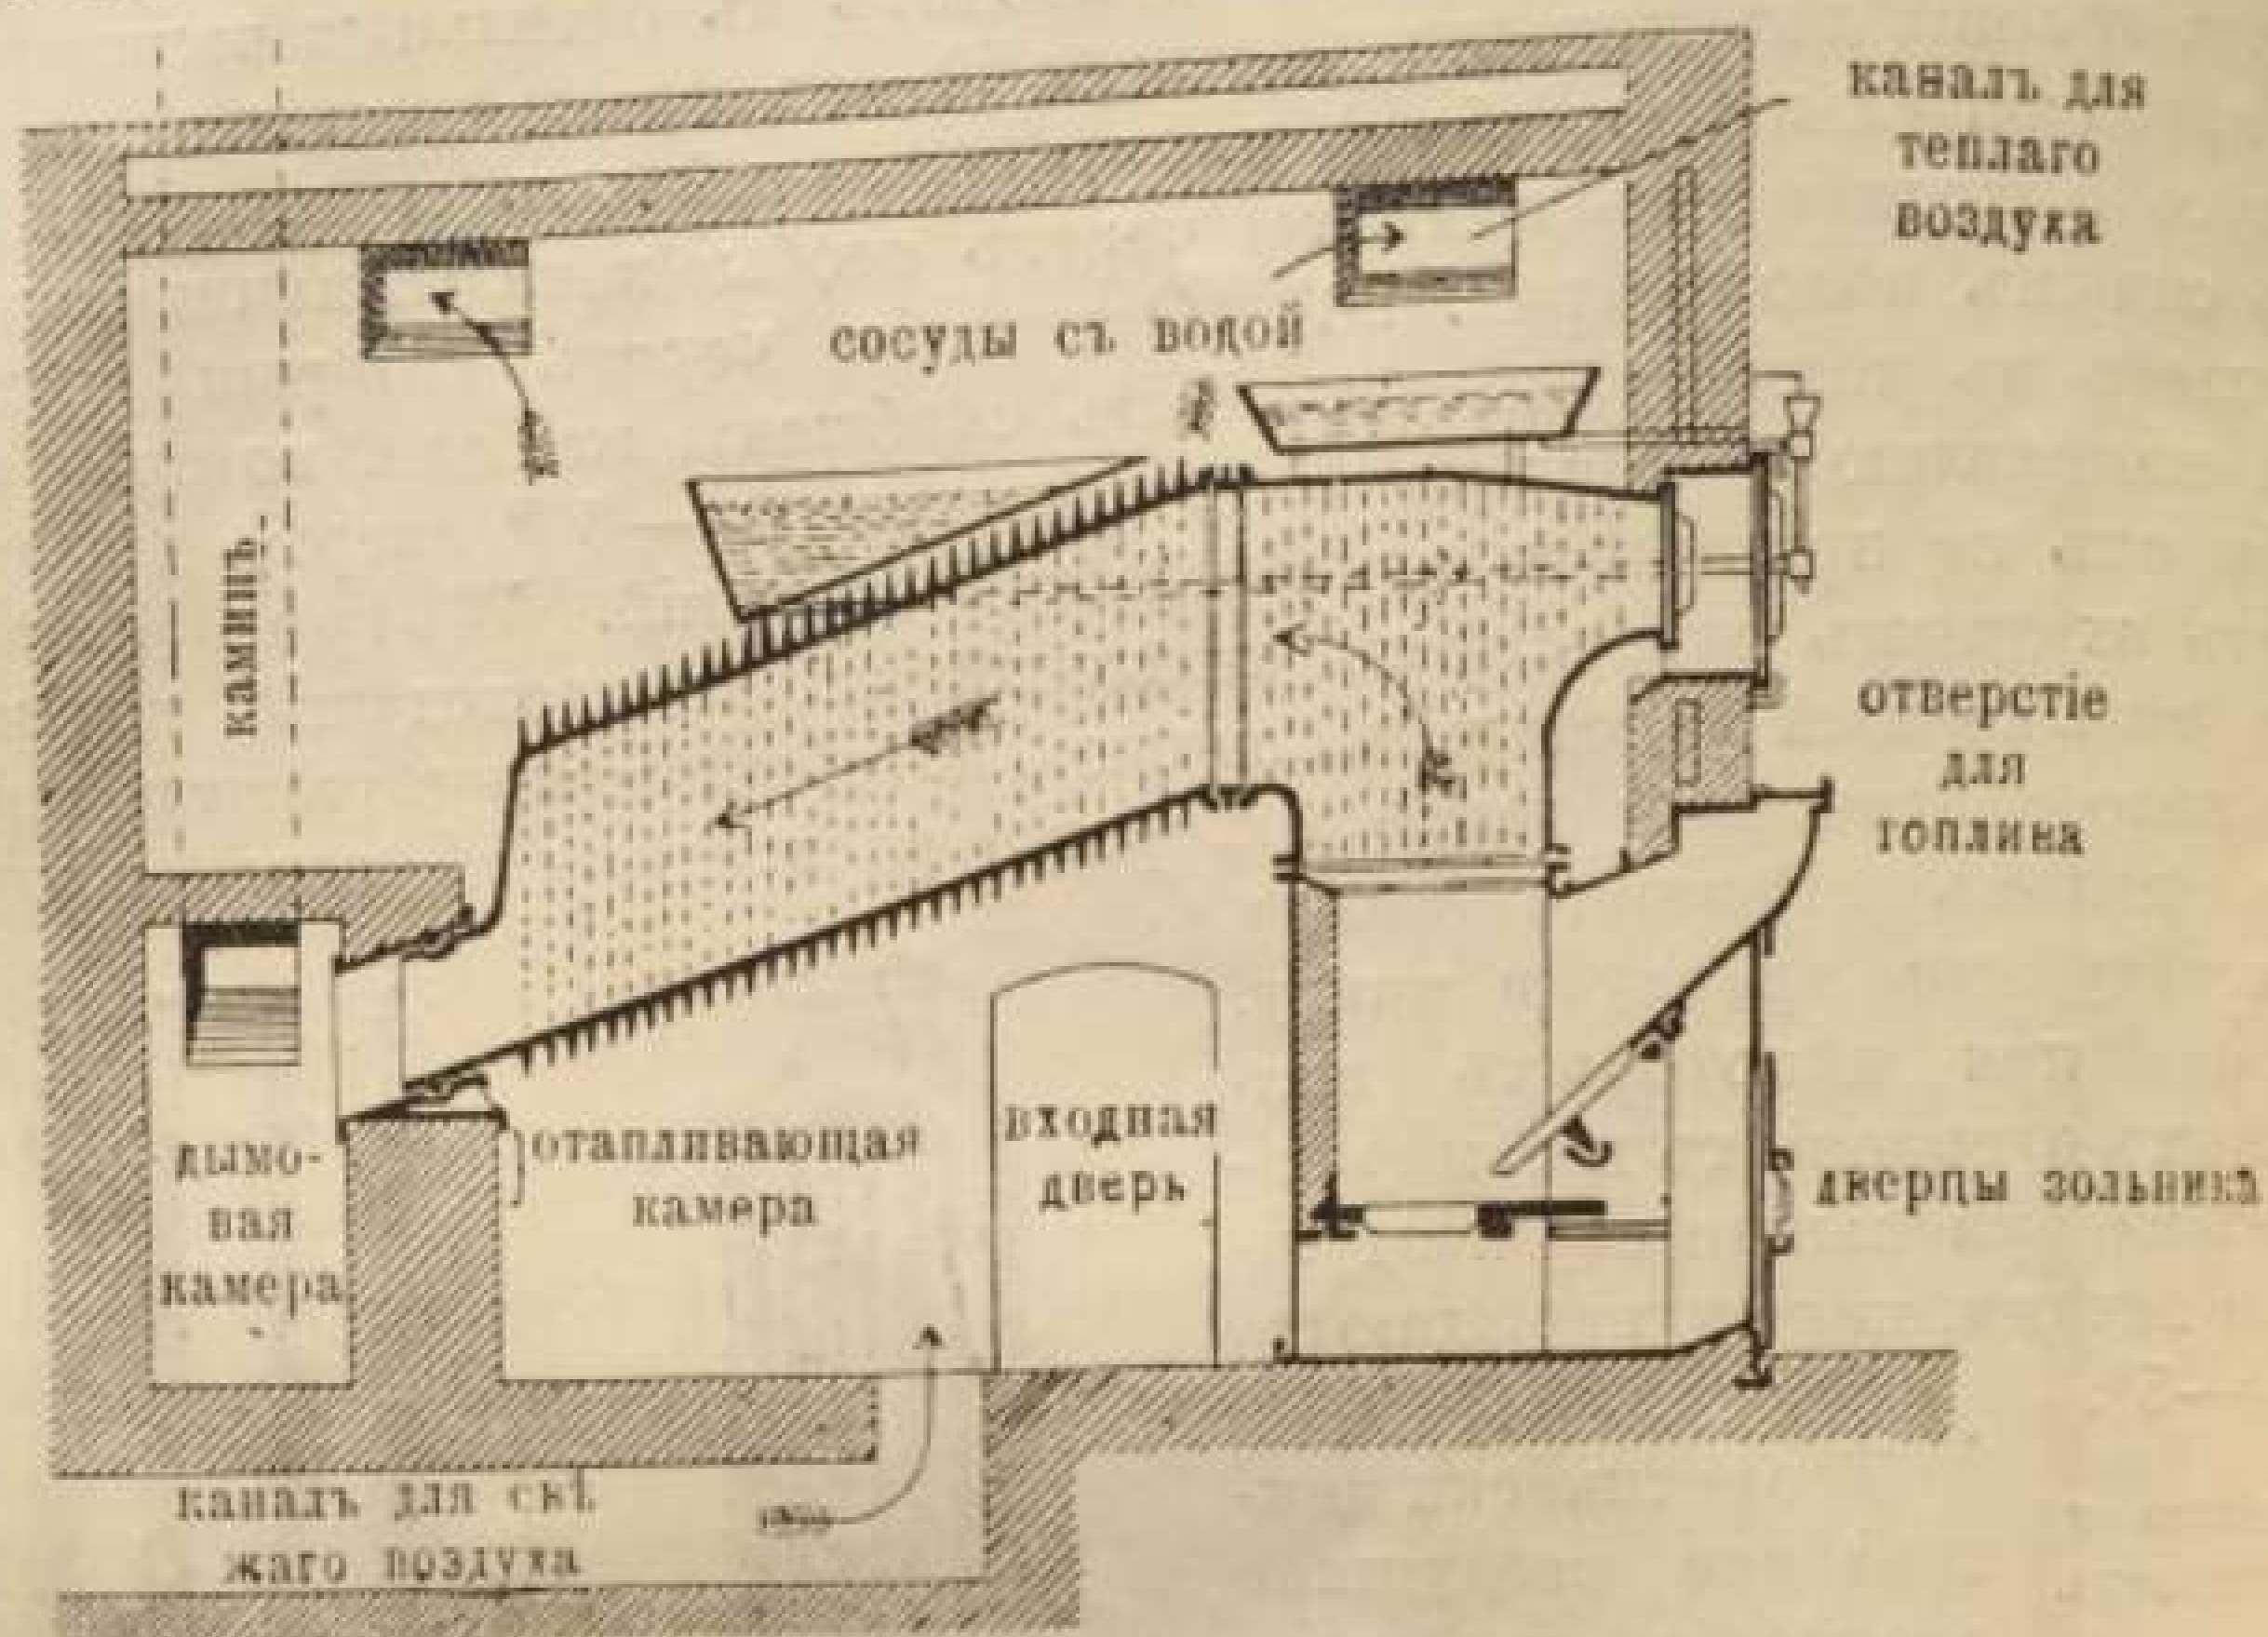 каналъ для
теплаго
воздуха
сосуды съ водой
каминъ
отверстіе
для
топлива
дымо-
вая
камера
отапливающая
камера
входная
дверь
дверцы зольника
каналъ для свѣ
жаго воздуха